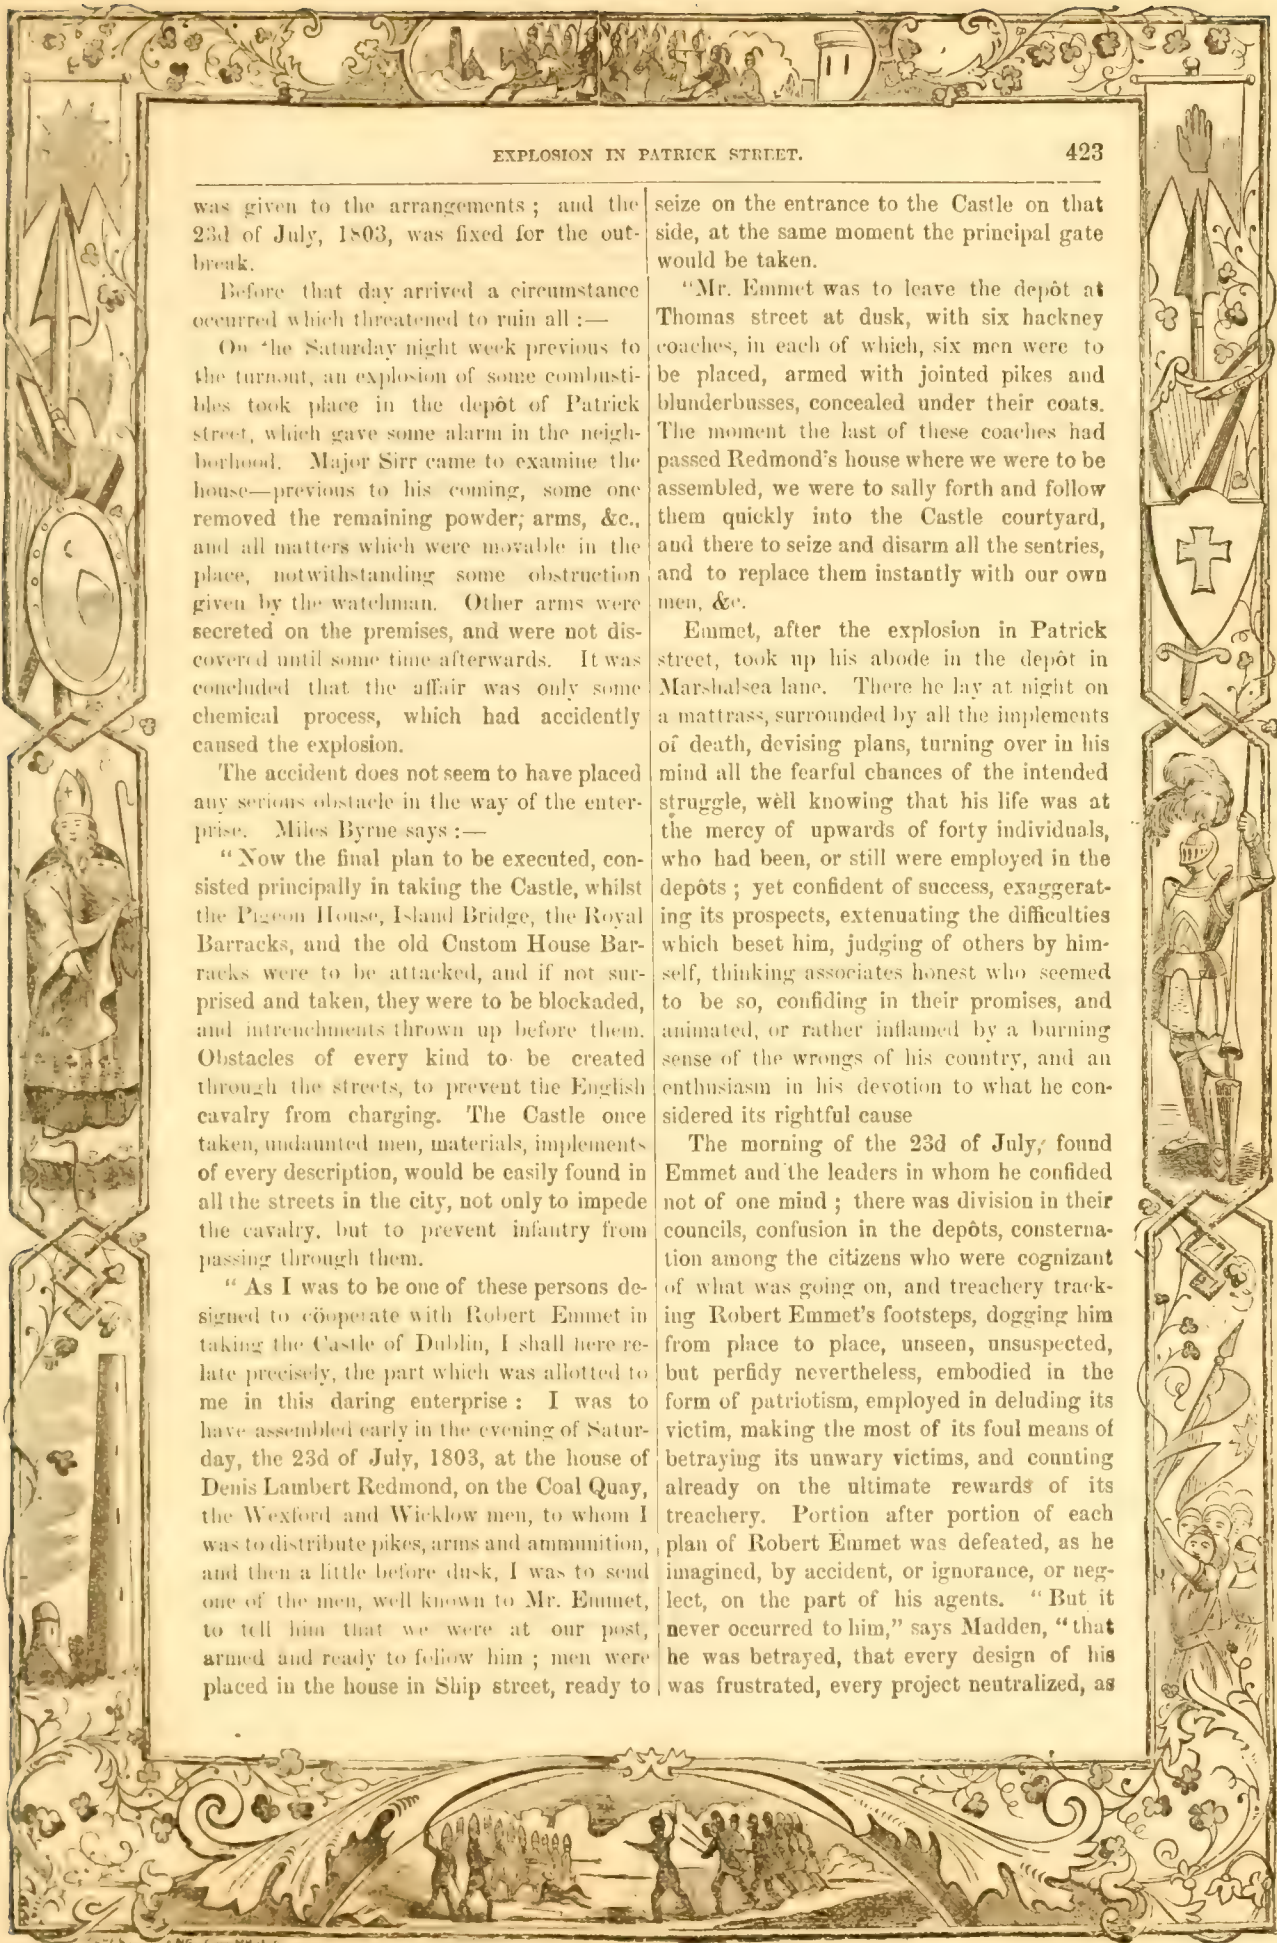 EXPLOSION IN PATRICK STREET. 423
was given to the arrangements ; and the
23d of July, 1803, was fixed for the out-
break.
Before that day arrived a circumstance
occurred which threatened to ruin all :—
On the Saturday night week previous to
the turnout, an explosion of some combusti-
bles took place in the depôt of Patrick
street, which gave some alarm in the neigh-
borhood. Major Sirr came to examine the
house—previous to his coming, some one
removed the remaining powder, arms, &c.,
and all matters which were movable in the
place, notwithstanding some obstruction
given by the watchman. Other arms were
secreted on the premises, and were not dis-
covered until some time afterwards. It was
concluded that the affair was only some
chemical process, which had accidently
caused the explosion.
The accident does not seem to have placed
any serious obstacle in the way of the enter-
prise. Miles Byrne says :—
" Now the final plan to be executed, con-
sisted principally in taking the Castle, whilst
the Pigeon House, Island Bridge, the Royal
Barracks, and the old Custom House Bar-
racks were to be attacked, and if not sur-
prised and taken, they were to be blockaded,
and intrenchments thrown up before them.
Obstacles of every kind to be created
through the streets, to prevent the English
cavalry from charging. The Castle once
taken, undaunted men, materials, implements
of every description, would be easily found in
all the streets in the city, not only to impede
the cavalry, but to prevent infantry from
passing through them.
" As I was to be one of these persons de-
signed to coöperate with Robert Emmet in
taking the Castle of Dublin, I shall here re-
late precisely, the part which was allotted to
me in this daring enterprise : I was to
have assembled early in the evening of Satur-
day, the 23d of July, 1803, at the house of
Denis Lambert Redmond, on the Coal Quay,
the Wexford and Wicklow men, to whom I
was to distribute pikes, arms and ammunition,
and then a little before dusk, I was to send
one of the men, well known to Mr. Emmet,
to tell him that we were at our post,
armed and ready to follow him ; men were
placed in the house in Ship street, ready to
seize on the entrance to the Castle on that
side, at the same moment the principal gate
would be taken.
"Mr. Emmet was to leave the depôt at
Thomas street at dusk, with six hackney
coaches, in each of which, six men were to
be placed, armed with jointed pikes and
blunderbusses, concealed under their coats.
The moment the last of these coaches had
passed Redmond's house where we were to be
assembled, we were to sally forth and follow
them quickly into the Castle courtyard,
and there to seize and disarm all the sentries,
and to replace them instantly with our own
men, &c.
Emmet, after the explosion in Patrick
street, took up his abode in the depôt in
Marshalsea lane. There he lay at night on
a mattrass, surrounded by all the implements
of death, devising plans, turning over in his
mind all the fearful chances of the intended
struggle, well knowing that his life was at
the mercy of upwards of forty individuals,
who had been, or still were employed in the
depôts ; yet confident of success, exaggerat-
ing its prospects, extenuating the difficulties
which beset him, judging of others by him-
self, thinking associates honest who seemed
to be so, confiding in their promises, and
animated, or rather inflamed by a burning
sense of the wrongs of his country, and an
enthusiasm in his devotion to what he con-
sidered its rightful cause
The morning of the 23d of July, found
Emmet and the leaders in whom he confided
not of one mind ; there was division in their
councils, confusion in the depôts, consterna-
tion among the citizens who were cognizant
of what was going on, and treachery track-
ing Robert Emmet's footsteps, dogging him
from place to place, unseen, unsuspected,
but perfidy nevertheless, embodied in the
form of patriotism, employed in deluding its
victim, making the most of its foul means of
betraying its unwary victims, and counting
already on the ultimate rewards of its
treachery. Portion after portion of each
plan of Robert Emmet was defeated, as he
imagined, by accident, or ignorance, or neg-
lect, on the part of his agents. " But it
never occurred to him," says Madden, " that
he was betrayed, that every design of his
was frustrated, every project neutralized, as